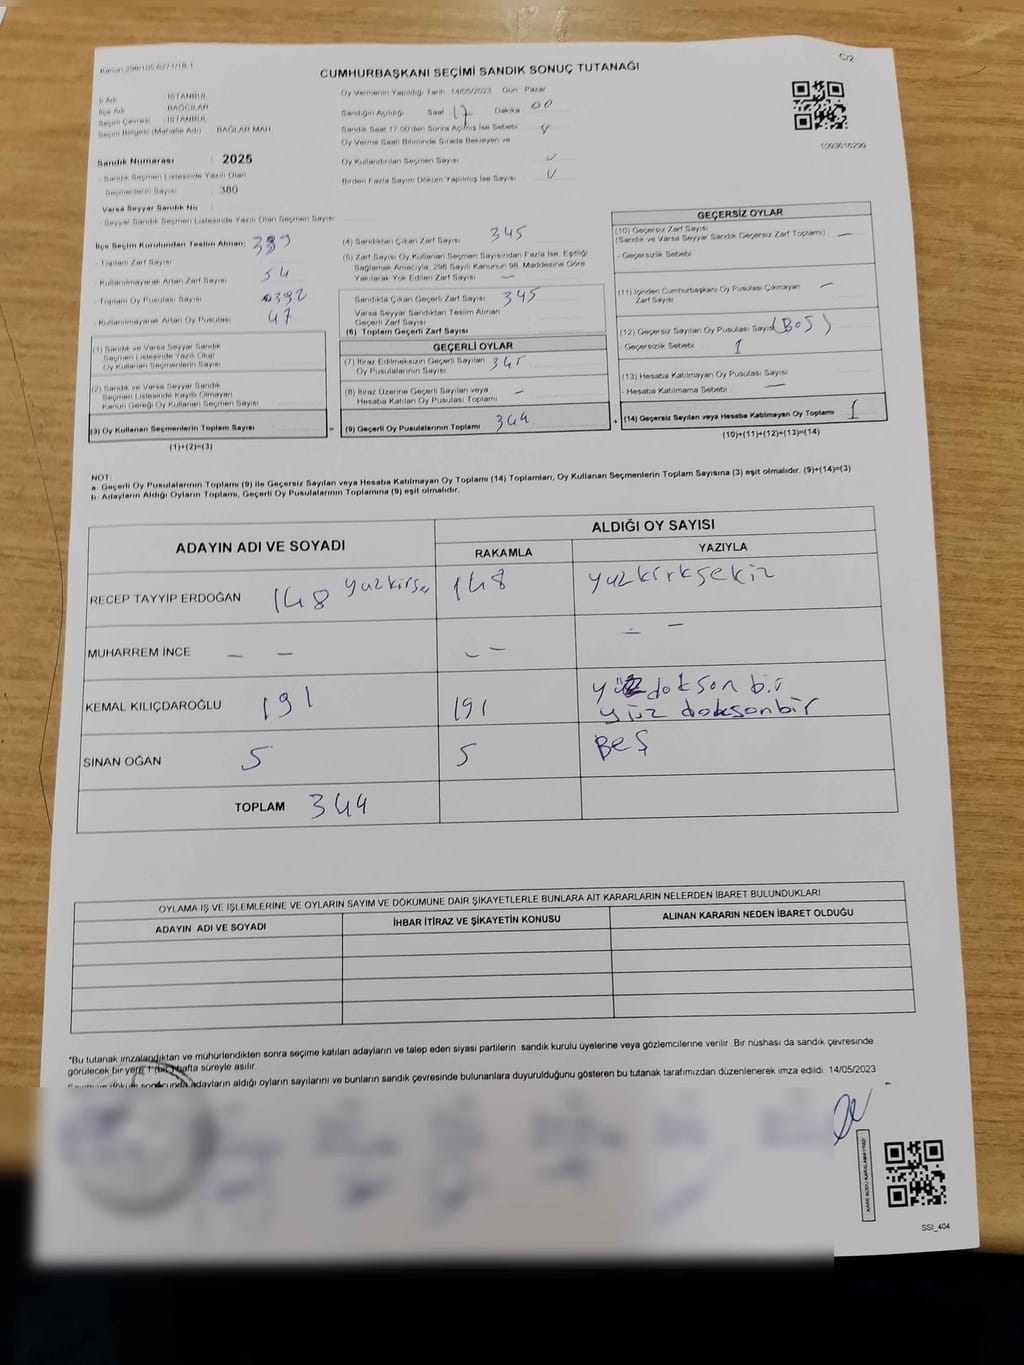 Kanun:298/105,6271/18-1
C/2
CUMHURBAŞKANI SEÇİMİ SANDIK SONUÇ TUTANAĞI
İl Adı : İSTANBUL
İlçe Adı : BAĞCILAR
Seçim Çevresi : İSTANBUL
Seçim Bölgesi (Mahalle Adı) : BAĞLAR MAH.
Sandık Numarası : 2025
- Sandık Seçmen Listesinde Yazılı Olan
Seçmenlerin Sayısı : 380
Varsa Seyyar Sandık No :
- Seyyar Sandık Seçmen Listesinde Yazılı Olan Seçmen Sayısı :
Oy Vermenin Yapıldığı Tarih :14/05/2023 Gün : Pazar
Sandığın Açıldığı Saat 17 Dakika 00
Sandık Saat 17.00'den Sonra Açılmış İse Sebebi :
Oy Verme Saati Bitiminde Sırada Bekleyen ve
Oy Kullandırılan Seçmen Sayısı :
Birden Fazla Sayım Döküm Yapılmış İse Sayısı :
1093616299
İlçe Seçim Kurulundan Teslim Alınan;
- Toplam Zarf Sayısı : 399
- Kullanılmayarak Artan Zarf Sayısı : 54
- Toplam Oy Pusulası Sayısı : 392
- Kullanılmayarak Artan Oy Pusulası : 47
(1) Sandık ve Varsa Seyyar Sandık
Seçmen Listesinde Yazılı Olup
Oy Kullanan Seçmen Sayısı
(2) Sandık ve Varsa Seyyar Sandık
Seçmen Listesinde Kayıtlı Olmayan
Kanun Gereği Oy Kullanan Seçmen Sayısı
(3) Oy Kullanan Seçmenlerin Toplam Sayısı
(1)+(2)=(3)
(4) Sandıktan Çıkan Zarf Sayısı : 345
(5) Zarf Sayısı Oy Kullanan Seçmen Sayısından Fazla İse, Eşitliği
Sağlamak Amacıyla, 298 Sayılı Kanunun 98. Maddesine Göre
Yakılarak Yok Edilen Zarf Sayısı : —
Sandıkta Çıkan Geçerli Zarf Sayısı : 345
Varsa Seyyar Sandıktan Teslim Alınan
Geçerli Zarf Sayısı :
(6) Toplam Geçerli Zarf Sayısı
GEÇERLİ OYLAR
(7) İtiraz Edilmeksizin Geçerli Sayılan
Oy Pusulalarının Sayısı : 345
(8) İtiraz Üzerine Geçerli Sayılan veya
Hesaba Katılan Oy Pusulası Toplamı : —
(9) Geçerli Oy Pusulalarının Toplamı : 344
GEÇERSİZ OYLAR
(10) Geçersiz Zarf Sayısı
(Sandık ve Varsa Seyyar Sandık Geçersiz Zarf Toplamı) : —
- Geçersizlik Sebebi :
(11) İçinden Cumhurbaşkanı Oy Pusulası Çıkmayan
Zarf Sayısı : —
(12) Geçersiz Sayılan Oy Pusulası Sayısı (BOŞ)
- Geçersizlik Sebebi : 1
(13) Hesaba Katılmayan Oy Pusulası Sayısı
- Hesaba Katılmama Sebebi : —
(14) Geçersiz Sayılan veya Hesaba Katılmayan Oy Toplamı : 1
(10)+(11)+(12)+(13)=(14)
NOT:
a- Geçerli Oy Pusulalarının Toplamı (9) ile Geçersiz Sayılan veya Hesaba Katılmayan Oy Toplamı (14) Toplamları, Oy Kullanan Seçmenlerin Toplam Sayısına (3) eşit olmalıdır. (9)+(14)=(3)
b- Adayların Aldığı Oyların Toplamı, Geçerli Oy Pusulalarının Toplamına (9) eşit olmalıdır.
ADAYIN ADI VE SOYADI
ALDIĞI OY SAYISI
RAKAMLA YAZIYLA
RECEP TAYYİP ERDOĞAN 148 148 yuzkirksekiz
MUHARREM İNCE — — — — — —
KEMAL KILIÇDAROĞLU 191 191 yüz dokson bir
yüz doksonbir
SİNAN OĞAN 5 5 BEŞ
TOPLAM 344
OYLAMA İŞ VE İŞLEMLERİNE VE OYLARIN SAYIM VE DÖKÜMÜNE DAİR ŞİKAYETLERLE BUNLARA AİT KARARLARIN NELERDEN İBARET BULUNDUKLARI
ADAYIN ADI VE SOYADI İHBAR İTİRAZ VE ŞİKAYETİN KONUSU ALINAN KARARIN NEDEN İBARET OLDUĞU
*Bu tutanak imzalandıktan ve mühürlendikten sonra seçime katılan adayların ve talep eden siyasi partilerin sandık kurulu üyelerine veya gözlemcilerine verilir. Bir nüshası da sandık çevresinde
görülecek bir yere 1 (bir) hafta süreyle asılır.
adayların aldığı oyların sayılarını ve bunların sandık çevresinde bulunanlara duyurulduğunu gösteren bu tutanak tarafımızdan düzenlenerek imza edildi. 14/05/2023
SSI_404